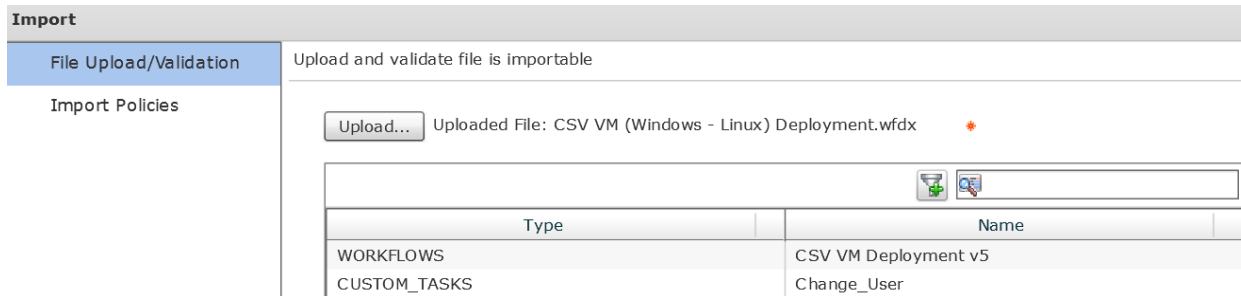 Import
File Upload/Validation
Upload and validate file is importable
Import Policies
Upload... Uploaded File: CSV VM (Windows - Linux) Deployment.wfdx
Type Name
WORKFLOWS CSV VM Deployment v5
CUSTOM_TASKS Change_User